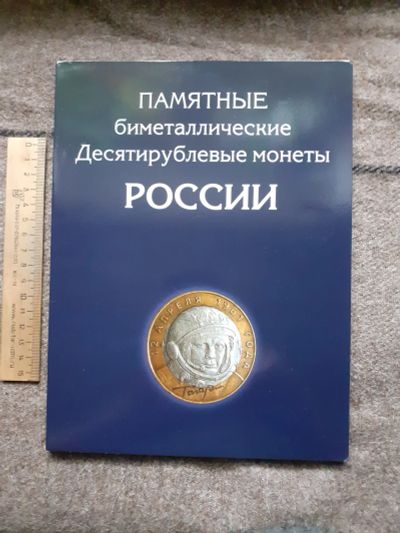 ПАМЯТНЫЕ
биметаллические
Десятирублевые монеты
РОССИИ
12 АПРЕЛЯ 1961 ГОДА